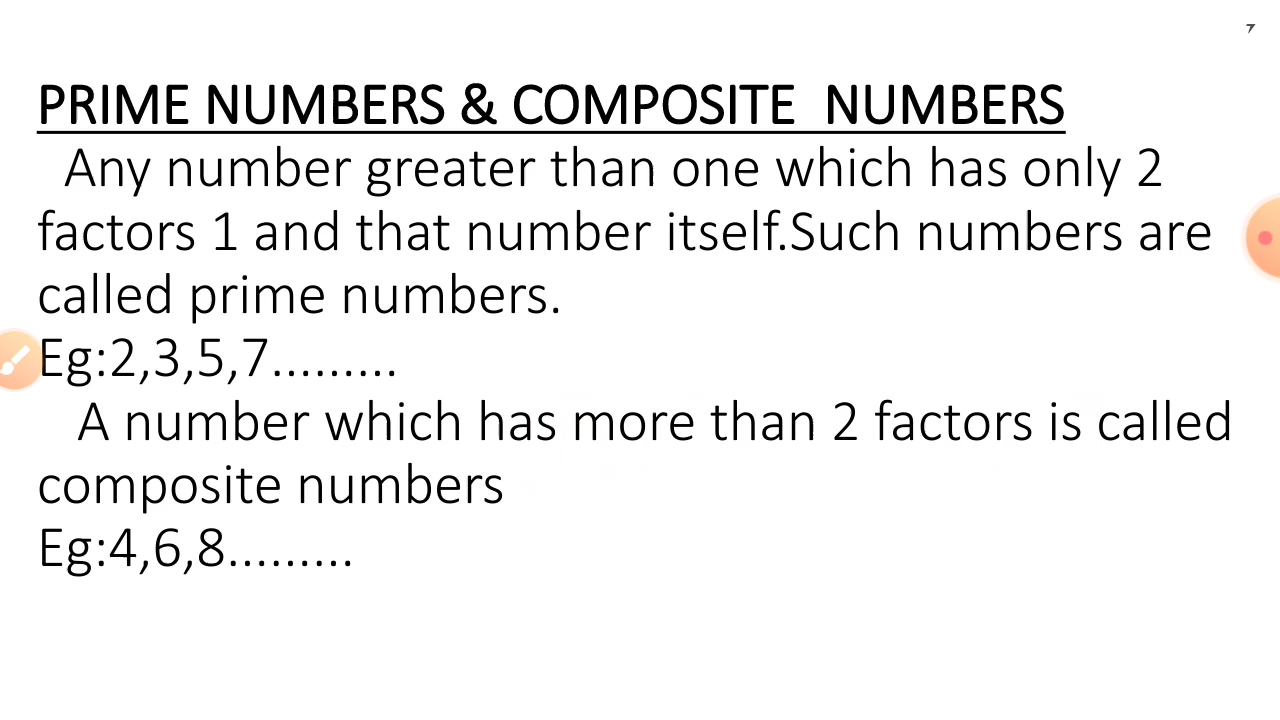 7
PRIME NUMBERS & COMPOSITE NUMBERS
Any number greater than one which has only 2
factors 1 and that number itself.Such numbers are
called prime numbers.
Eg:2,3,5,7.........
A number which has more than 2 factors is called
composite numbers
Eg:4,6,8.........